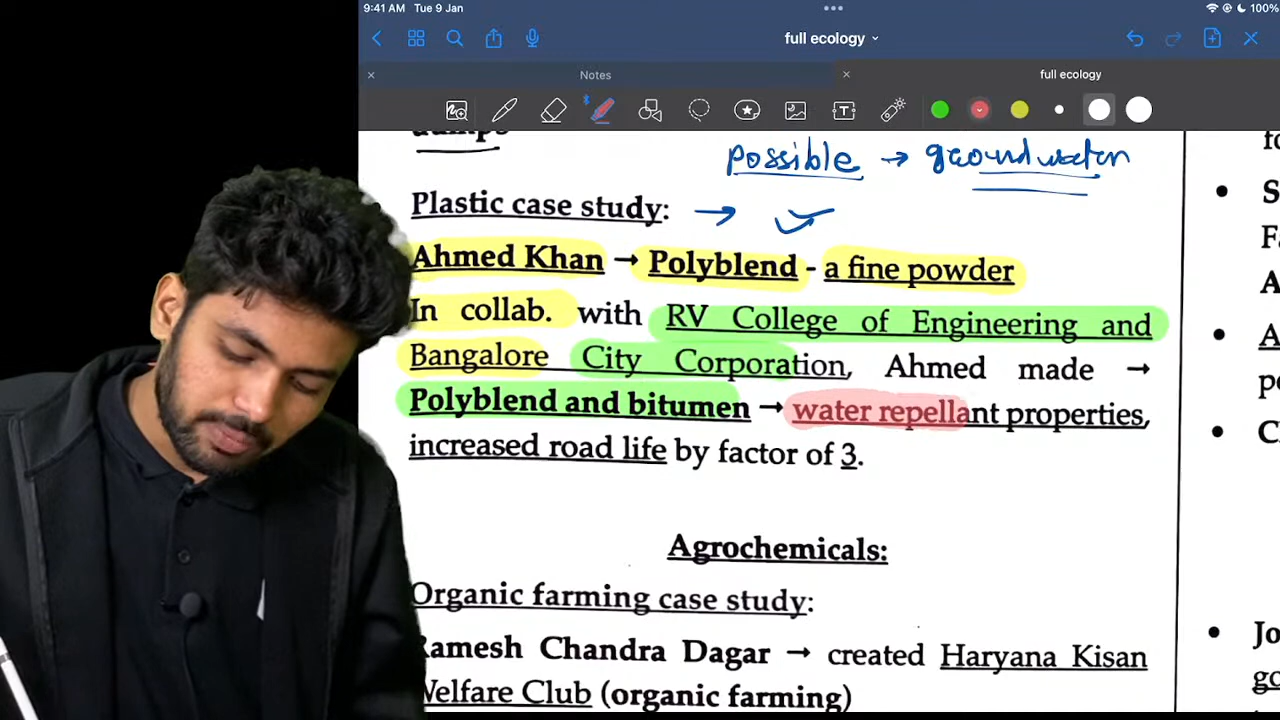 9:41 AM Tue 9 Jan
100%
full ecology
Notes
full ecology
dumps
possible → groundwater
Plastic case study: →
Ahmed Khan → Polyblend - a fine powder
In collab. with RV College of Engineering and
Bangalore City Corporation, Ahmed made →
Polyblend and bitumen → water repellant properties,
increased road life by factor of 3.
Agrochemicals:
Organic farming case study:
Ramesh Chandra Dagar → created Haryana Kisan
Welfare Club (organic farming)